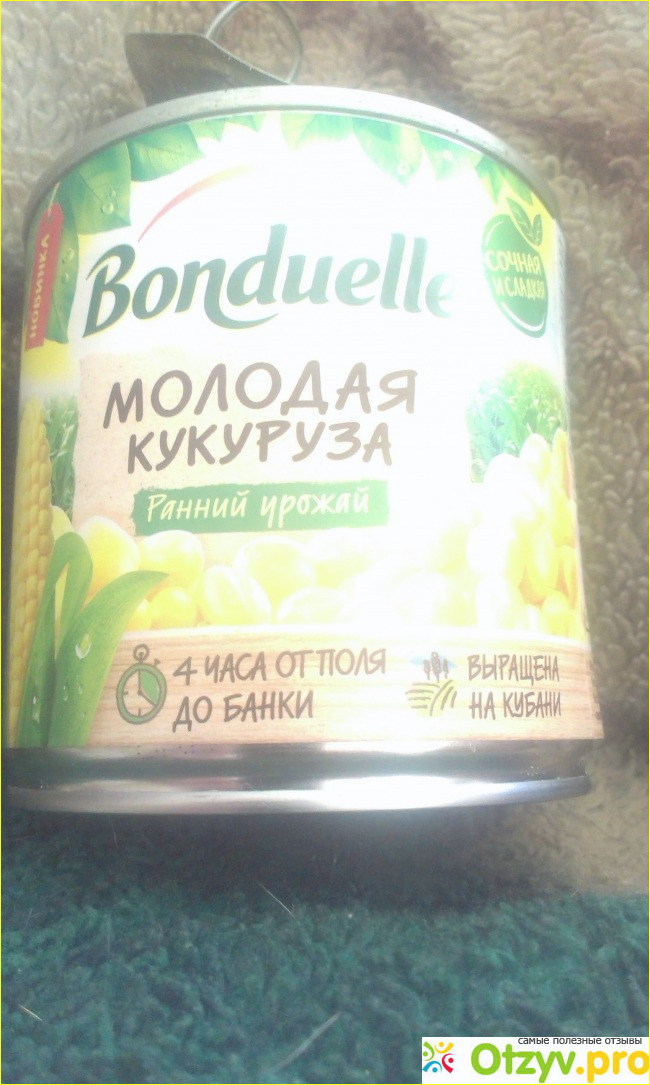 НОВИНКА
Bonduelle
СОЧНАЯ
И СЛАДКАЯ
МОЛОДАЯ
КУКУРУЗА
Ранний урожай
4 ЧАСА ОТ ПОЛЯ
ДО БАНКИ
ВЫРАЩЕНА
НА КУБАНИ
самые полезные отзывы
Otzyv.pro